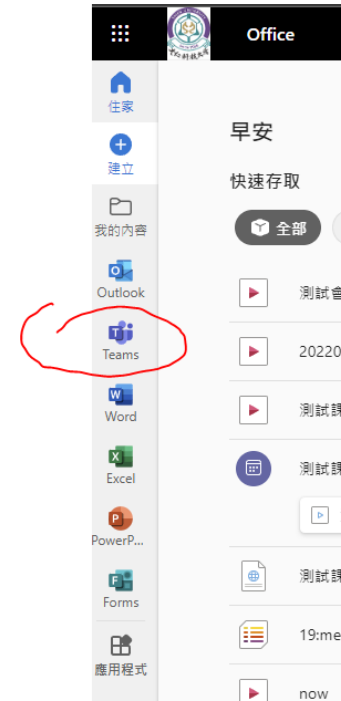 Office
住家
建立
我的內容
Outlook
Teams
Word
Excel
PowerP...
Forms
應用程式
早安
快速存取
全部
測試會
20220
測試課
測試課
測試課
19:me
now